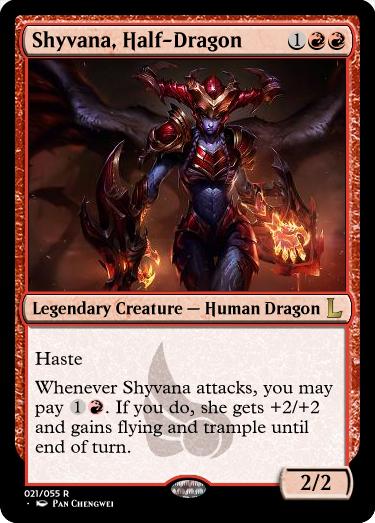 Shyvana, Half-Dragon 1
Legendary Creature — Human Dragon L
Haste
Whenever Shyvana attacks, you may
pay 1. If you do, she gets +2/+2
and gains flying and trample until
end of turn.
2/2
021/055 R
· Pan Chengwei